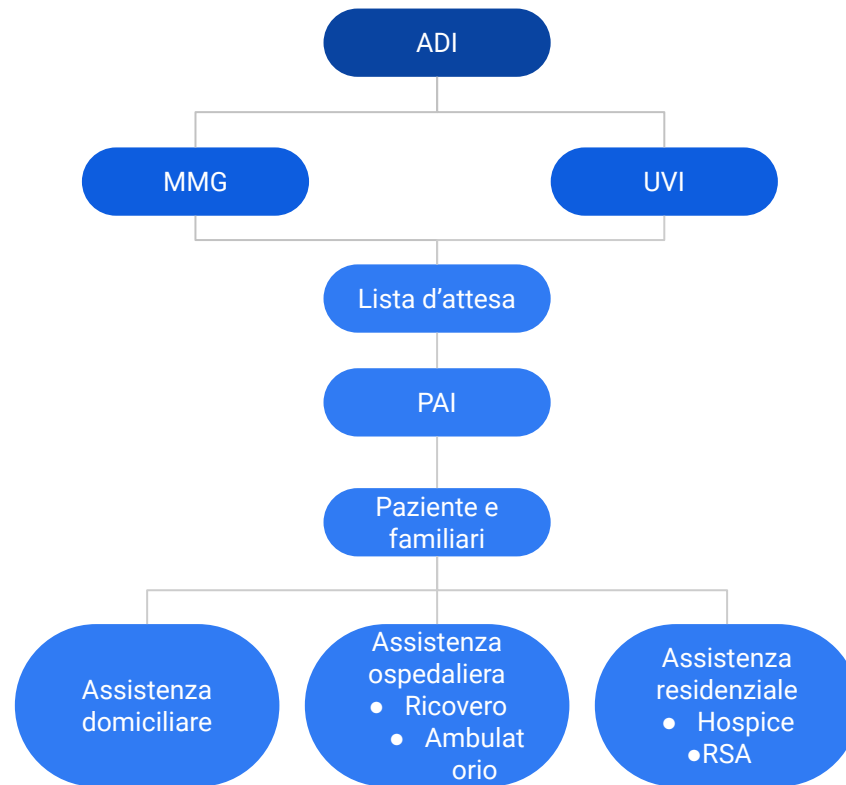 ADI
MMG
UVI
Lista d’attesa
PAI
Paziente e
familiari
Assistenza
domiciliare
Assistenza
ospedaliera
● Ricovero
● Ambulat
orio
Assistenza
residenziale
● Hospice
●RSA